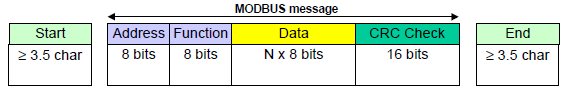 MODBUS message
Start Address Function Data CRC Check End
≥ 3.5 char 8 bits 8 bits N x 8 bits 16 bits ≥ 3.5 char